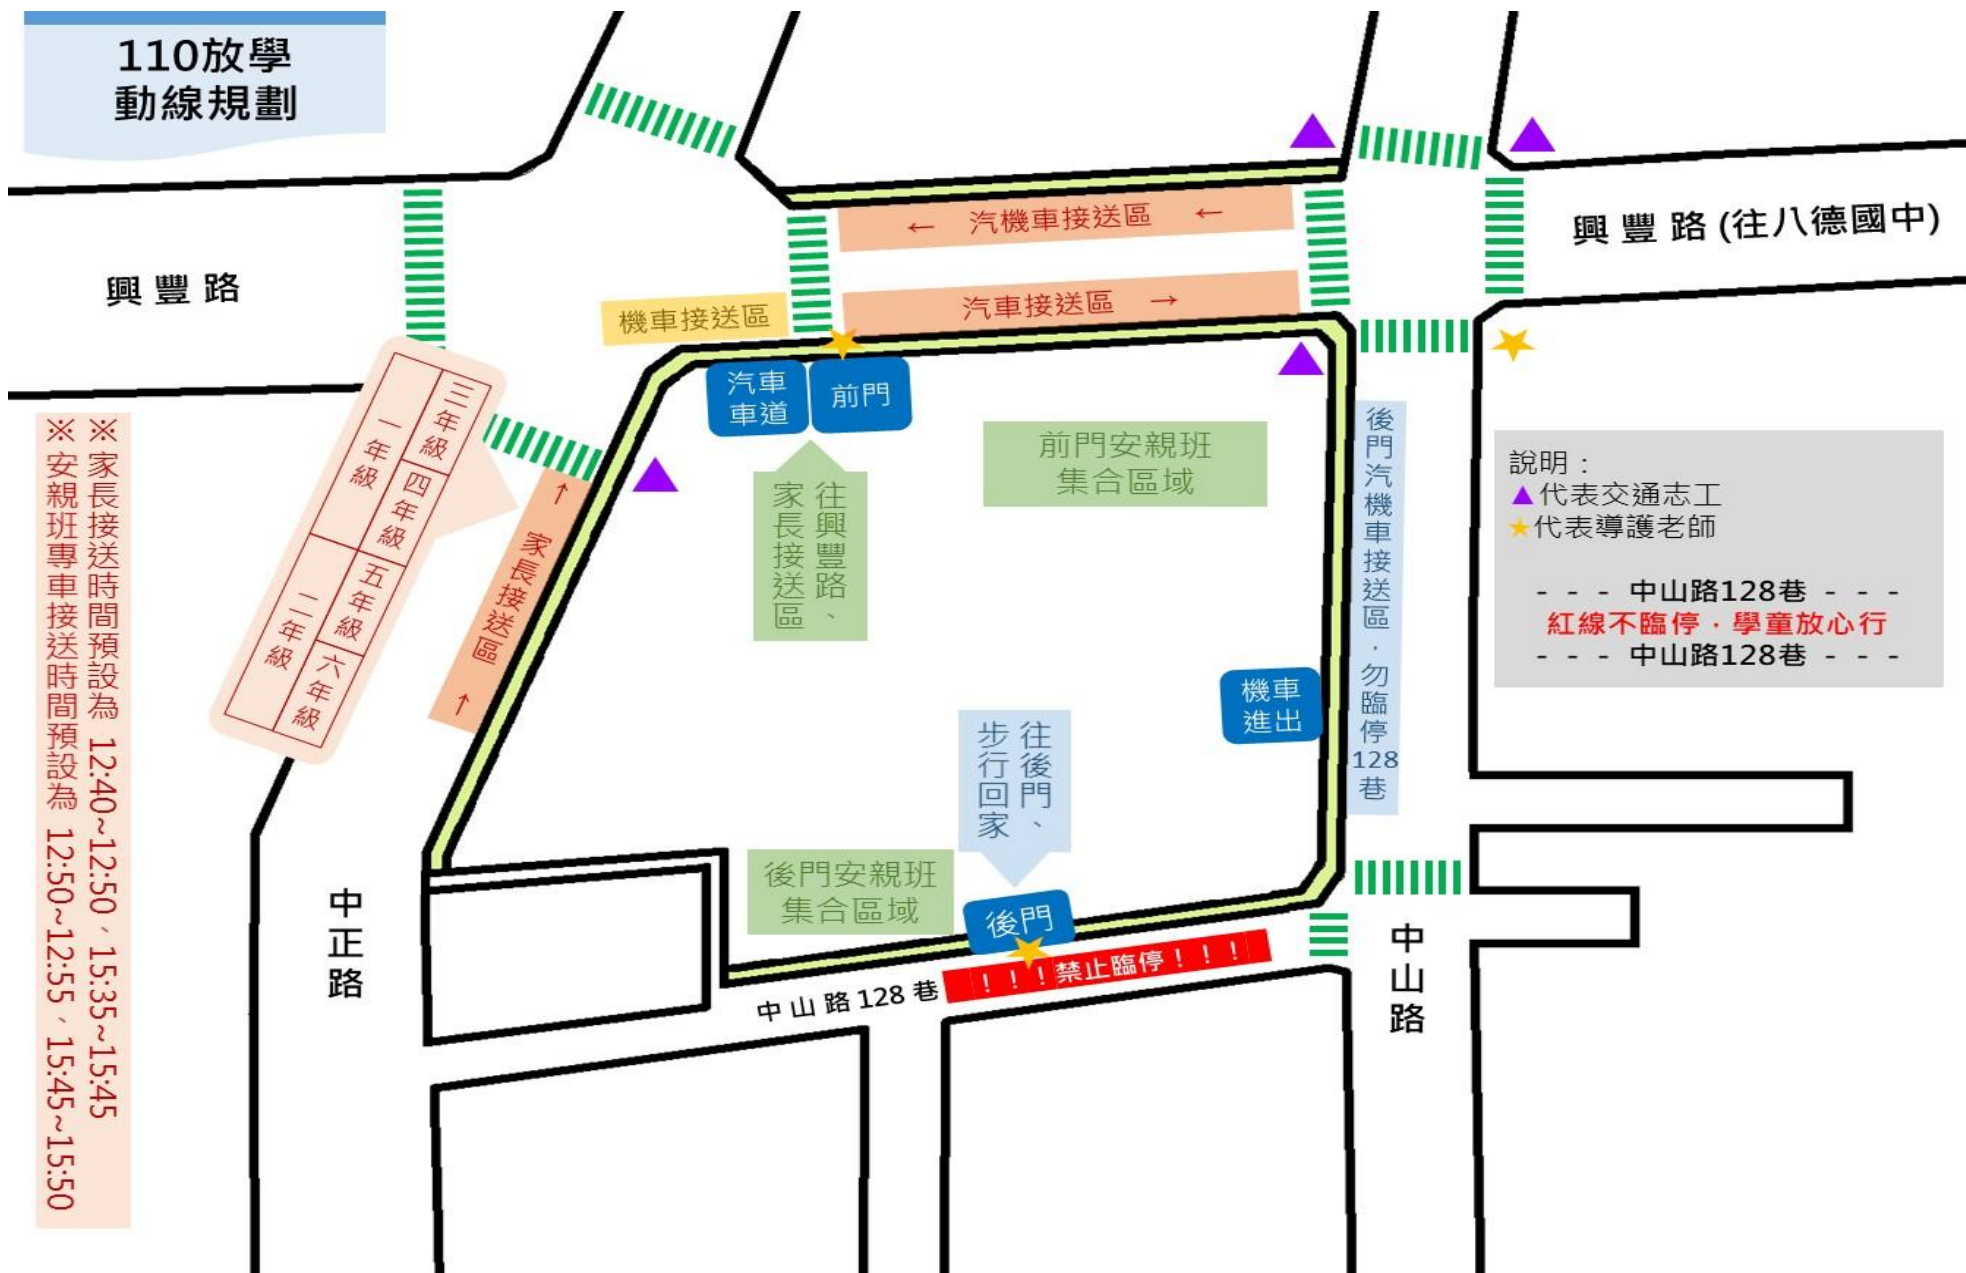 110放學
動線規劃
興豐路
興豐路(往八德國中)
← 汽機車接送區 ←
汽車接送區 →
機車接送區
汽車
車道
前門
前門安親班
集合區域
往興豐路、
家長接送區
三年級
四年級
五年級
六年級
一年級
二年級
↑ 家長接送區 ↑
後門汽機車接送區，勿臨停128巷
機車
進出
往後門、
步行回家
後門安親班
集合區域
後門
！！！禁止臨停！！！
中山路128巷
中正路
中山路
說明：
▲代表交通志工
★代表導護老師
- - - 中山路128巷 - - -
紅線不臨停，學童放心行
- - - 中山路128巷 - - -
※家長接送時間預設為 12:40~12:50、15:35~15:45
※安親班專車接送時間預設為 12:50~12:55、15:45~15:50